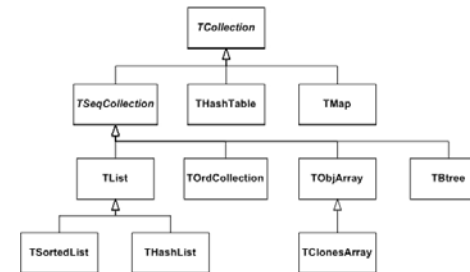 TCollection
TSeqCollection THashTable TMap
TList TOrdCollection TObjArray TBtree
TSortedList THashList TClonesArray